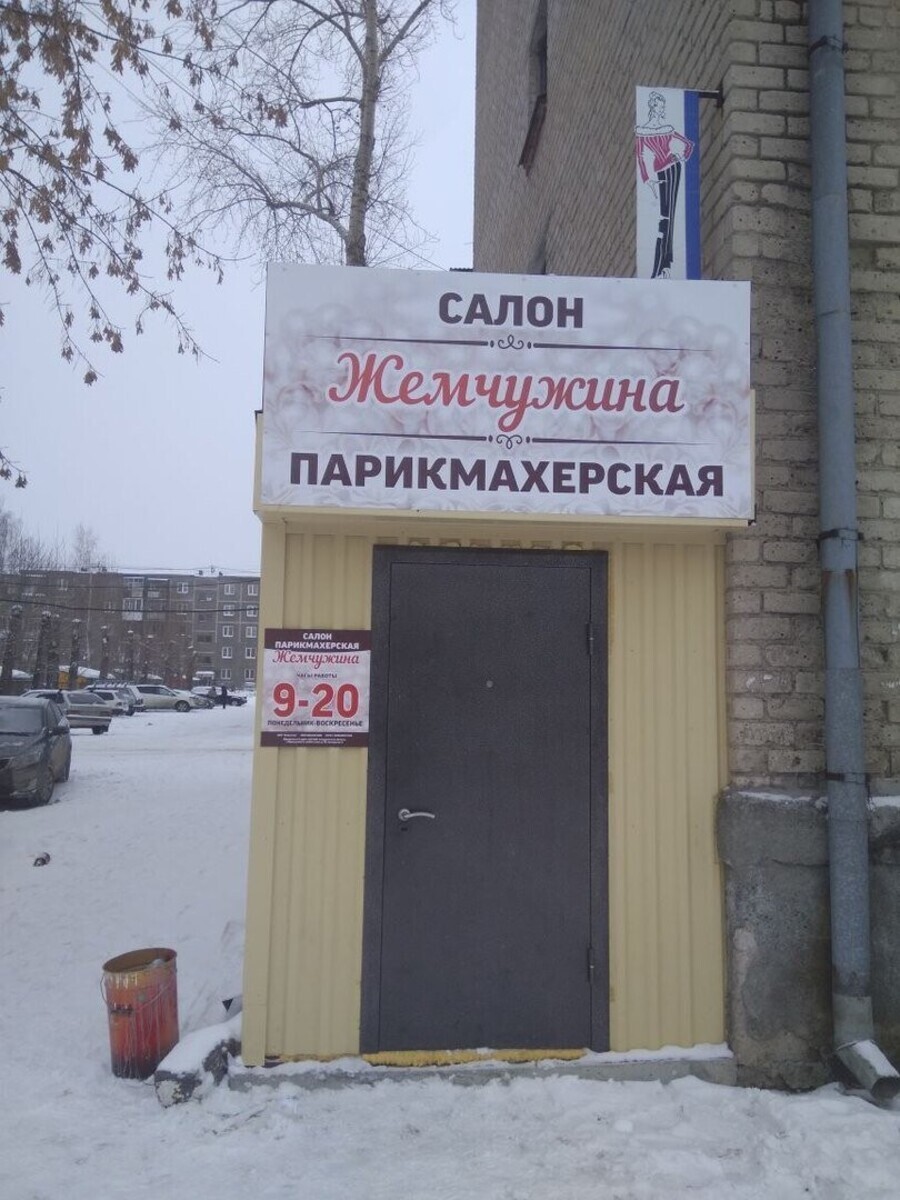 САЛОН
Жемчужина
ПАРИКМАХЕРСКАЯ
САЛОН
ПАРИКМАХЕРСКАЯ
Жемчужина
ЧАСЫ РАБОТЫ
9-20
ПОНЕДЕЛЬНИК-ВОСКРЕСЕНЬЕ